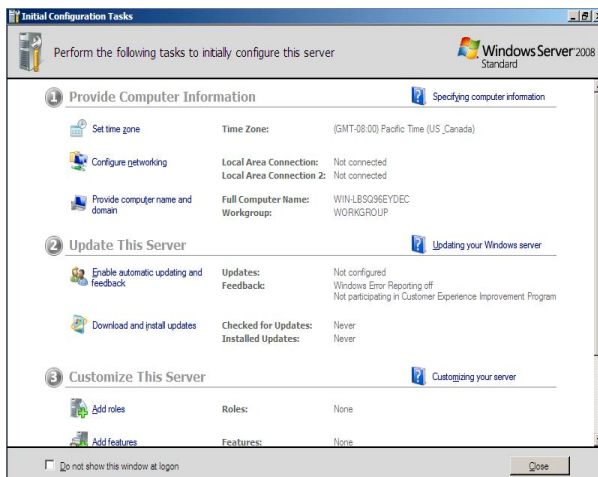 Initial Configuration Tasks
Perform the following tasks to initially configure this server
Windows Server 2008
Standard
1 Provide Computer Information
Specifying computer information
Set time zone
Time Zone: (GMT-08:00) Pacific Time (US_Canada)
Configure networking
Local Area Connection: Not connected
Local Area Connection 2: Not connected
Provide computer name and domain
Full Computer Name: WIN-LBSQ96EYDEC
Workgroup: WORKGROUP
2 Update This Server
Updating your Windows server
Enable automatic updating and feedback
Updates: Not configured
Feedback: Windows Error Reporting off
Not participating in Customer Experience Improvement Program
Download and install updates
Checked for Updates: Never
Installed Updates: Never
3 Customize This Server
Customizing your server
Add roles
Roles: None
Add features
Features: None
Do not show this window at logon
Close